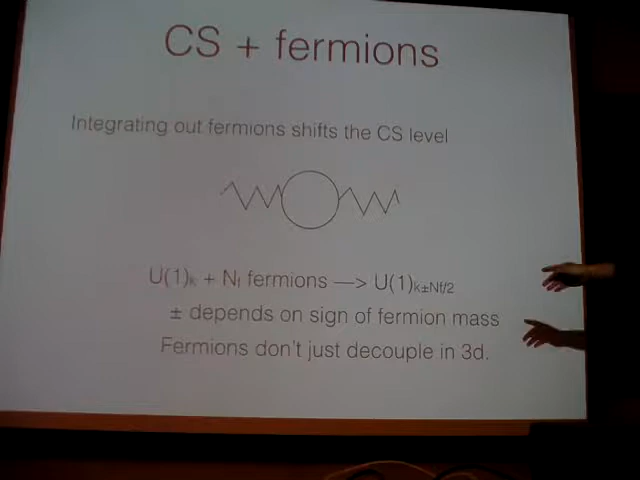 CS + fermions
Integrating out fermions shifts the CS level
U(1)k + Nf fermions —> U(1)k±Nf/2
± depends on sign of fermion mass
Fermions don't just decouple in 3d.